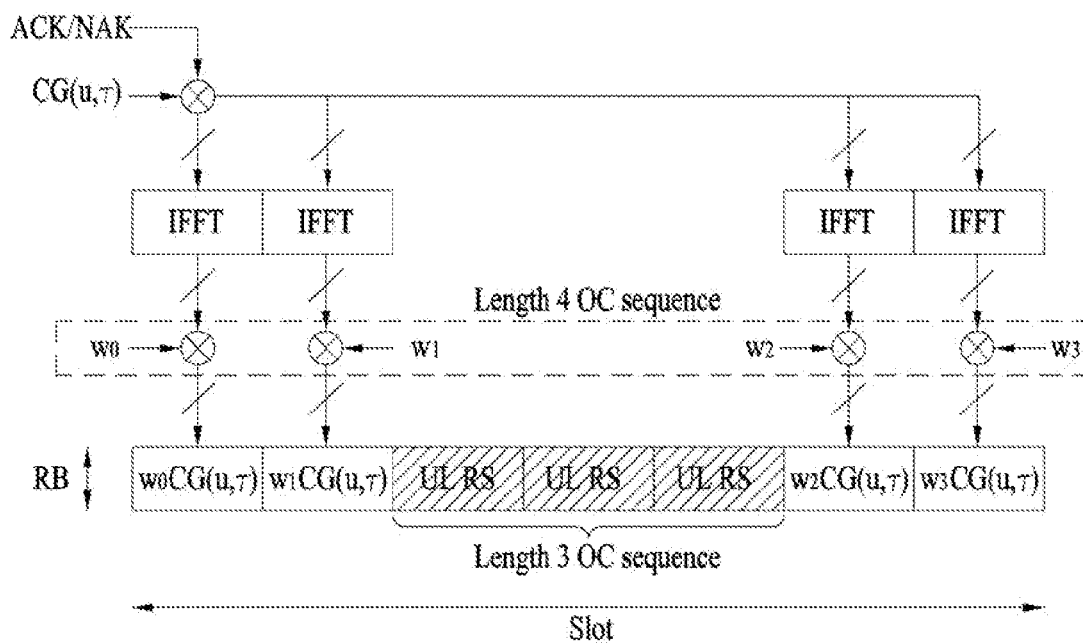 ACK/NAK
CG(u,τ)
IFFT IFFT IFFT IFFT
Length 4 OC sequence
w0 w1 w2 w3
RB w0CG(u,τ) w1CG(u,τ) UL RS UL RS UL RS w2CG(u,τ) w3CG(u,τ)
Length 3 OC sequence
Slot